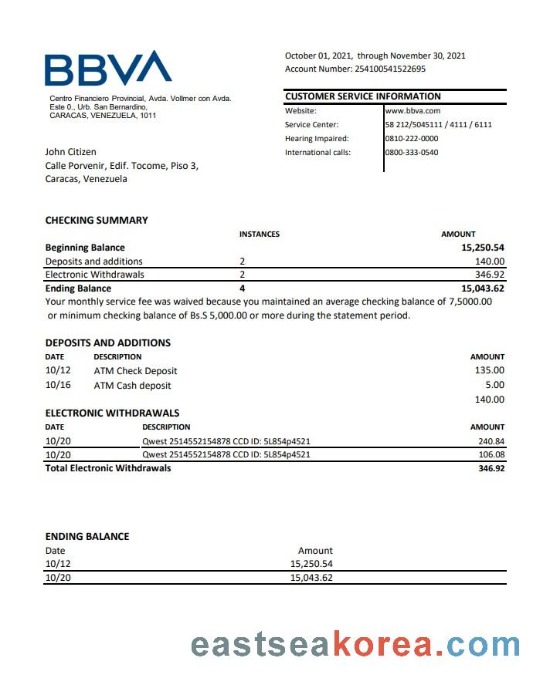 BBVA
October 01, 2021, through November 30, 2021
Account Number: 254100541522695
Centro Financiero Provincial, Avda. Vollmer con Avda.
Este 0., Urb. San Bernardino,
CARACAS, VENEZUELA, 1011
CUSTOMER SERVICE INFORMATION
Website: www.bbva.com
Service Center: 58 212/5045111 / 4111 / 6111
Hearing Impaired: 0810-222-0000
International calls: 0800-333-0540
John Citizen
Calle Porvenir, Edif. Tocome, Piso 3,
Caracas, Venezuela
CHECKING SUMMARY
INSTANCES AMOUNT
Beginning Balance 15,250.54
Deposits and additions 2 140.00
Electronic Withdrawals 2 346.92
Ending Balance 4 15,043.62
Your monthly service fee was waived because you maintained an average checking balance of 7,5000.00
or minimum checking balance of Bs.S 5,000.00 or more during the statement period.
DEPOSITS AND ADDITIONS
DATE DESCRIPTION AMOUNT
10/12 ATM Check Deposit 135.00
10/16 ATM Cash deposit 5.00
140.00
ELECTRONIC WITHDRAWALS
DATE DESCRIPTION AMOUNT
10/20 Qwest 2514552154878 CCD ID: 5L854p4521 240.84
10/20 Qwest 2514552154878 CCD ID: 5L854p4521 106.08
Total Electronic Withdrawals 346.92
ENDING BALANCE
Date Amount
10/12 15,250.54
10/20 15,043.62
eastseakorea.com